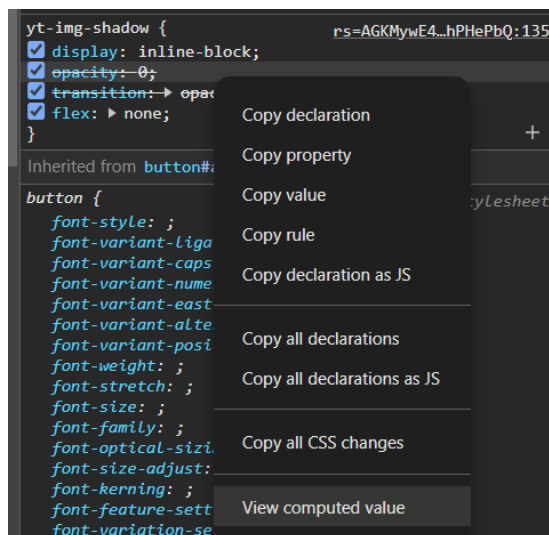 yt-img-shadow { rs=AGKMywE4…hPHePbQ:135
display: inline-block;
opacity: 0;
transition: ▶ opac
flex: ▶ none;
}
+
Inherited from button#a
button { tylesheet
font-style: ;
font-variant-liga
font-variant-caps
font-variant-nume
font-variant-east
font-variant-alte
font-variant-posi
font-weight: ;
font-stretch: ;
font-size: ;
font-family: ;
font-optical-sizi
font-size-adjust:
font-kerning: ;
font-feature-sett
font-variation-se
Copy declaration
Copy property
Copy value
Copy rule
Copy declaration as JS
Copy all declarations
Copy all declarations as JS
Copy all CSS changes
View computed value